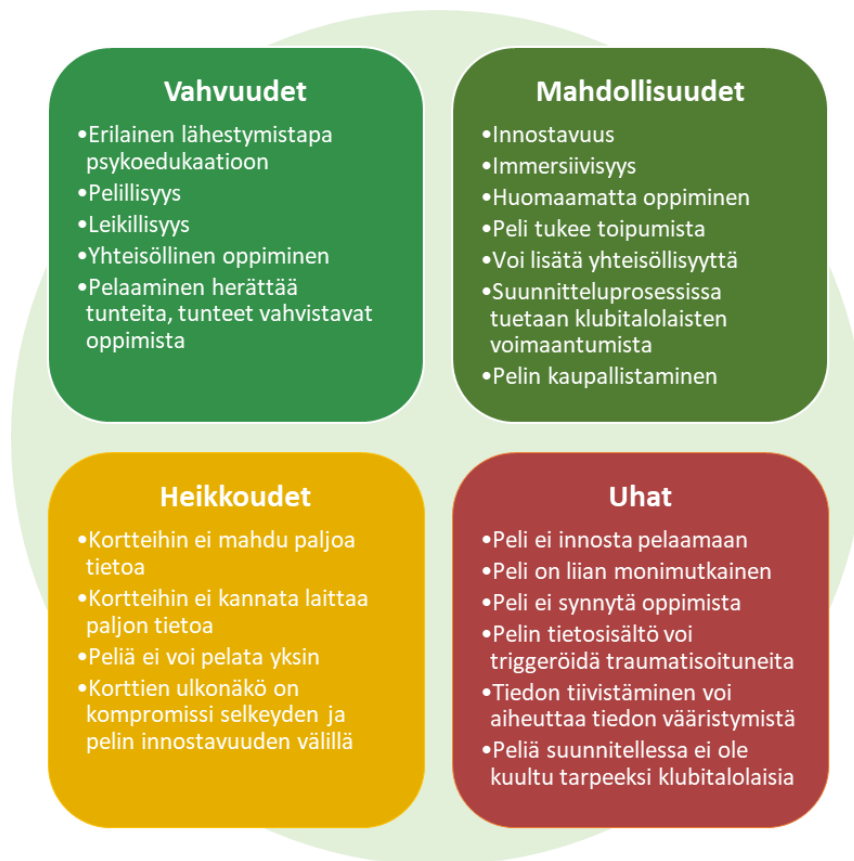 Vahvuudet
•Erilainen lähestymistapa
psykoedukaatioon
•Pelillisyys
•Leikillisyys
•Yhteisöllinen oppiminen
•Pelaaminen herättää
tunteita, tunteet vahvistavat
oppimista
Mahdollisuudet
•Innostavuus
•Immersiivisyys
•Huomaamatta oppiminen
•Peli tukee toipumista
•Voi lisätä yhteisöllisyyttä
•Suunnitteluprosessissa
tuetaan klubitalolaisten
voimaantumista
•Pelin kaupallistaminen
Heikkoudet
•Kortteihin ei mahdu paljoa
tietoa
•Kortteihin ei kannata laittaa
paljon tietoa
•Peliä ei voi pelata yksin
•Korttien ulkonäkö on
kompromissi selkeyden ja
pelin innostavuuden välillä
Uhat
•Peli ei innosta pelaamaan
•Peli on liian monimutkainen
•Peli ei synnytä oppimista
•Pelin tietosisältö voi
triggeröidä traumatisoituneita
•Tiedon tiivistäminen voi
aiheuttaa tiedon vääristymistä
•Peliä suunnitellessa ei ole
kuultu tarpeeksi klubitalolaisia